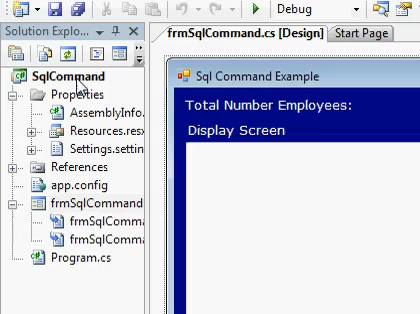 Debug
Solution Explo...
frmSqlCommand.cs [Design]
Start Page
SqlCommand
Properties
AssemblyInfo.
Resources.resx
Settings.settin
References
app.config
frmSqlCommand
frmSqlComma
frmSqlComma
Program.cs
Sql Command Example
Total Number Employees:
Display Screen